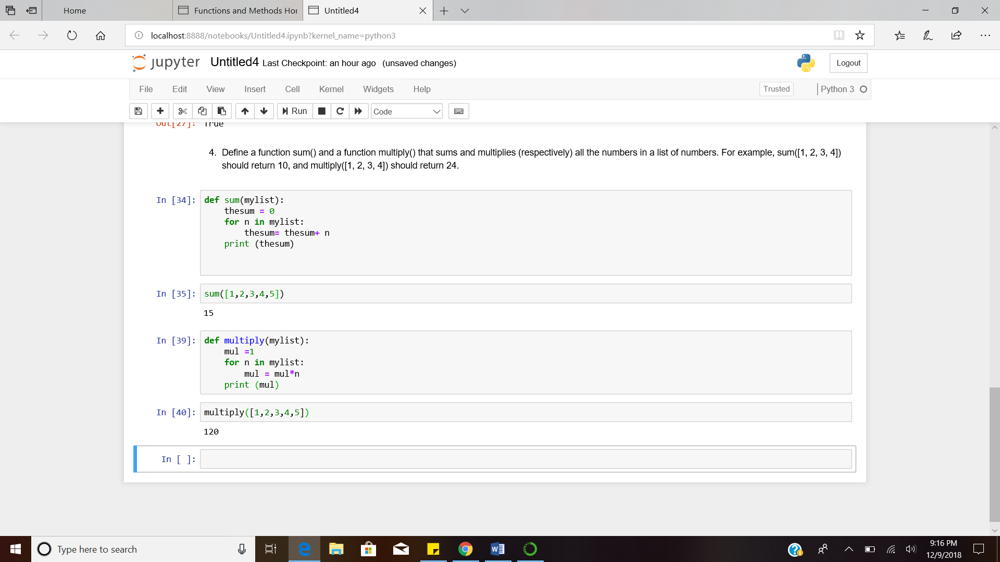 Home
Functions and Methods Hor
Untitled4
localhost:8888/notebooks/Untitled4.ipynb?kernel_name=python3
jupyter Untitled4 Last Checkpoint: an hour ago (unsaved changes)
Logout
File Edit View Insert Cell Kernel Widgets Help
Trusted
Python 3
Run
Code
Out[27]: True
4. Define a function sum() and a function multiply() that sums and multiplies (respectively) all the numbers in a list of numbers. For example, sum([1, 2, 3, 4])
should return 10, and multiply([1, 2, 3, 4]) should return 24.
In [34]: def sum(mylist):
    thesum = 0
    for n in mylist:
        thesum= thesum+ n
    print (thesum)
In [35]: sum([1,2,3,4,5])
15
In [39]: def multiply(mylist):
    mul =1
    for n in mylist:
        mul = mul*n
    print (mul)
In [40]: multiply([1,2,3,4,5])
120
In [ ]:
Type here to search
9:16 PM
12/9/2018